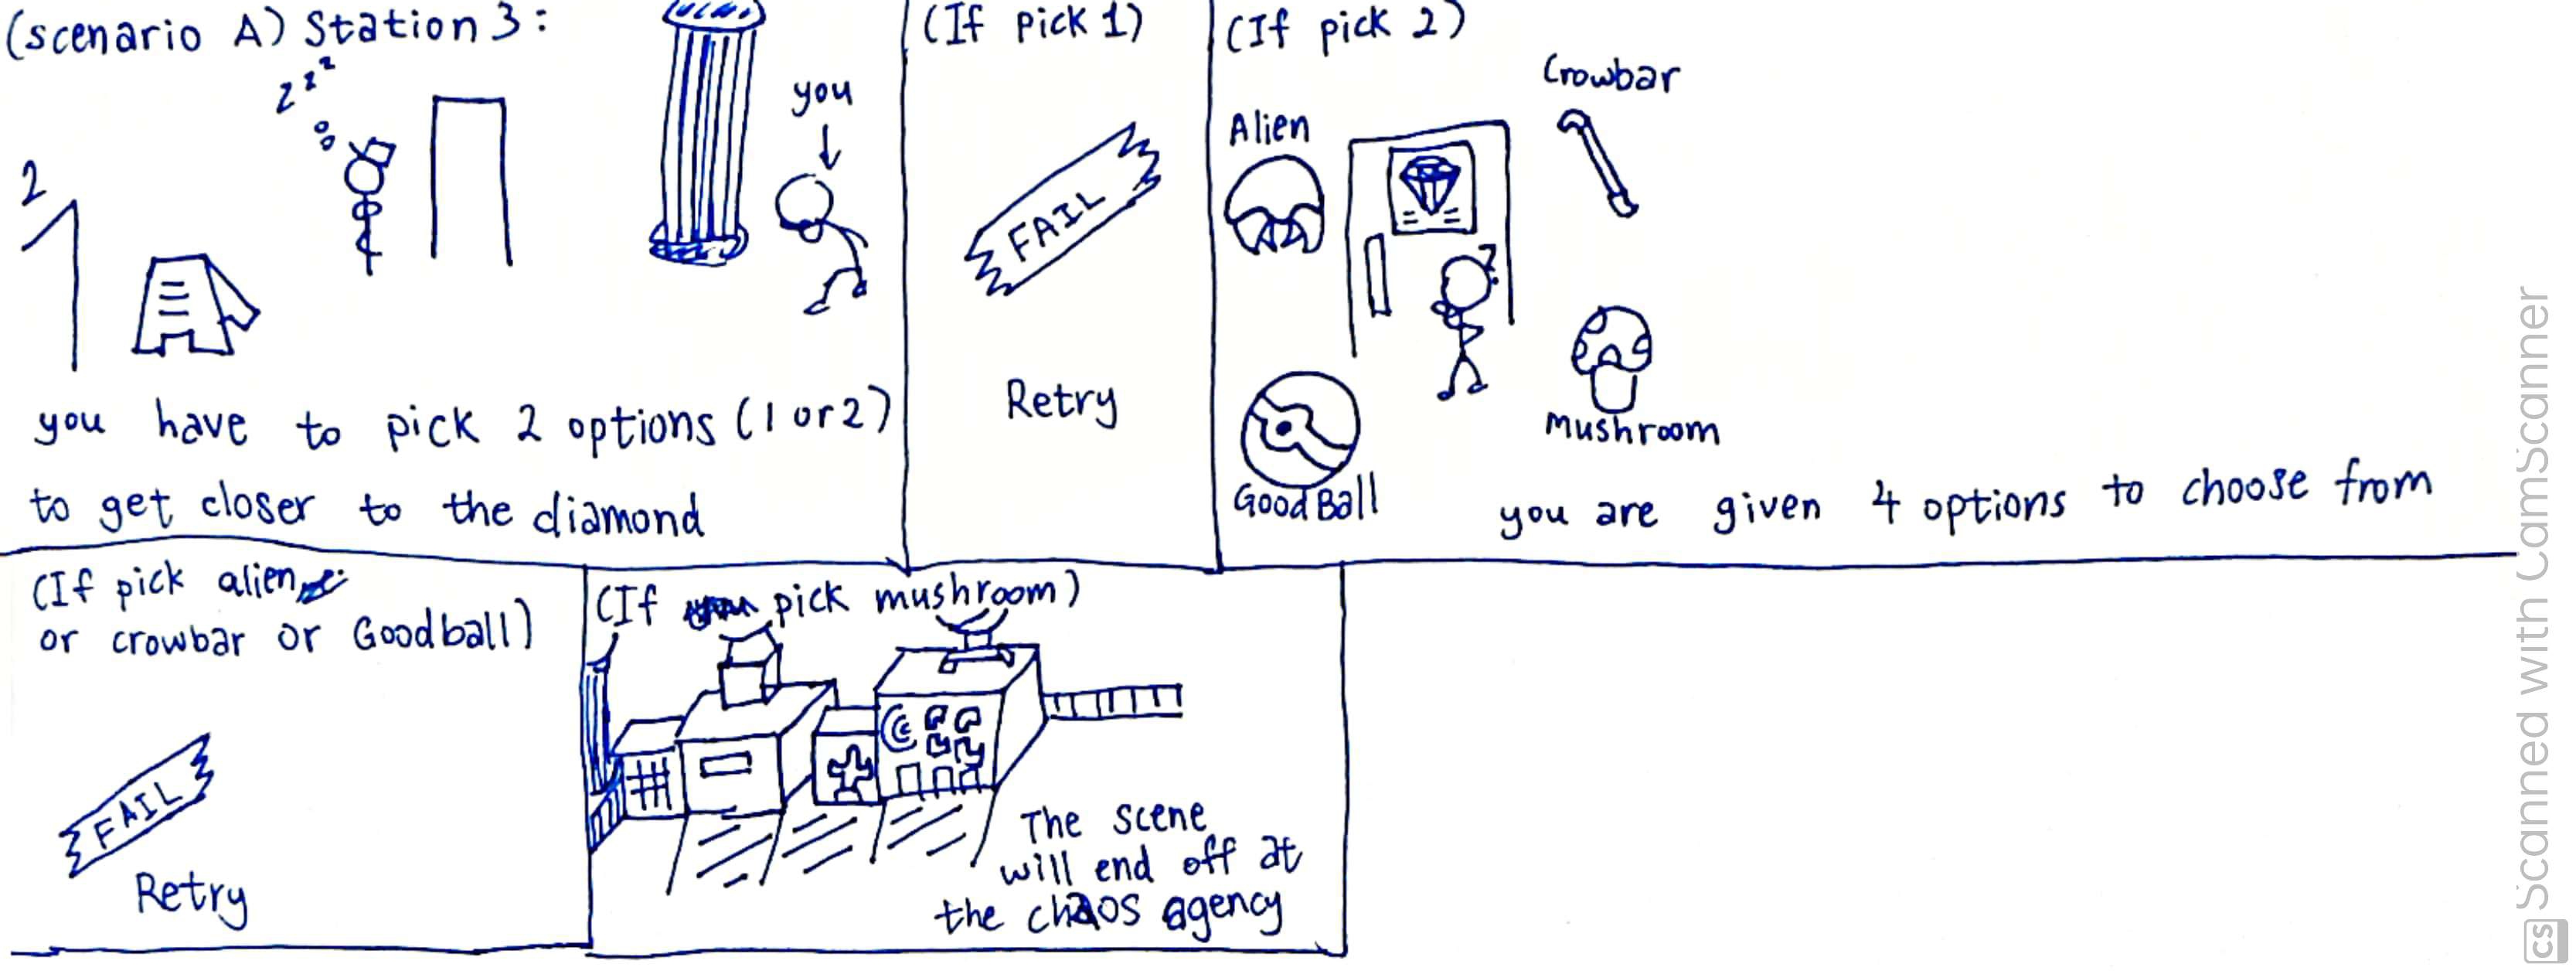 (scenario A) Station 3:
z z z
2
you
you have to pick 2 options (1 or 2)
to get closer to the diamond
(If pick 1)
FAIL
Retry
(If pick 2)
Crowbar
Alien
Mushroom
Good Ball
you are given 4 options to choose from
(If pick alien
or crowbar or Goodball)
FAIL
Retry
(If pick mushroom)
The scene
will end off at
the chaos agency
CS Scanned with CamScanner